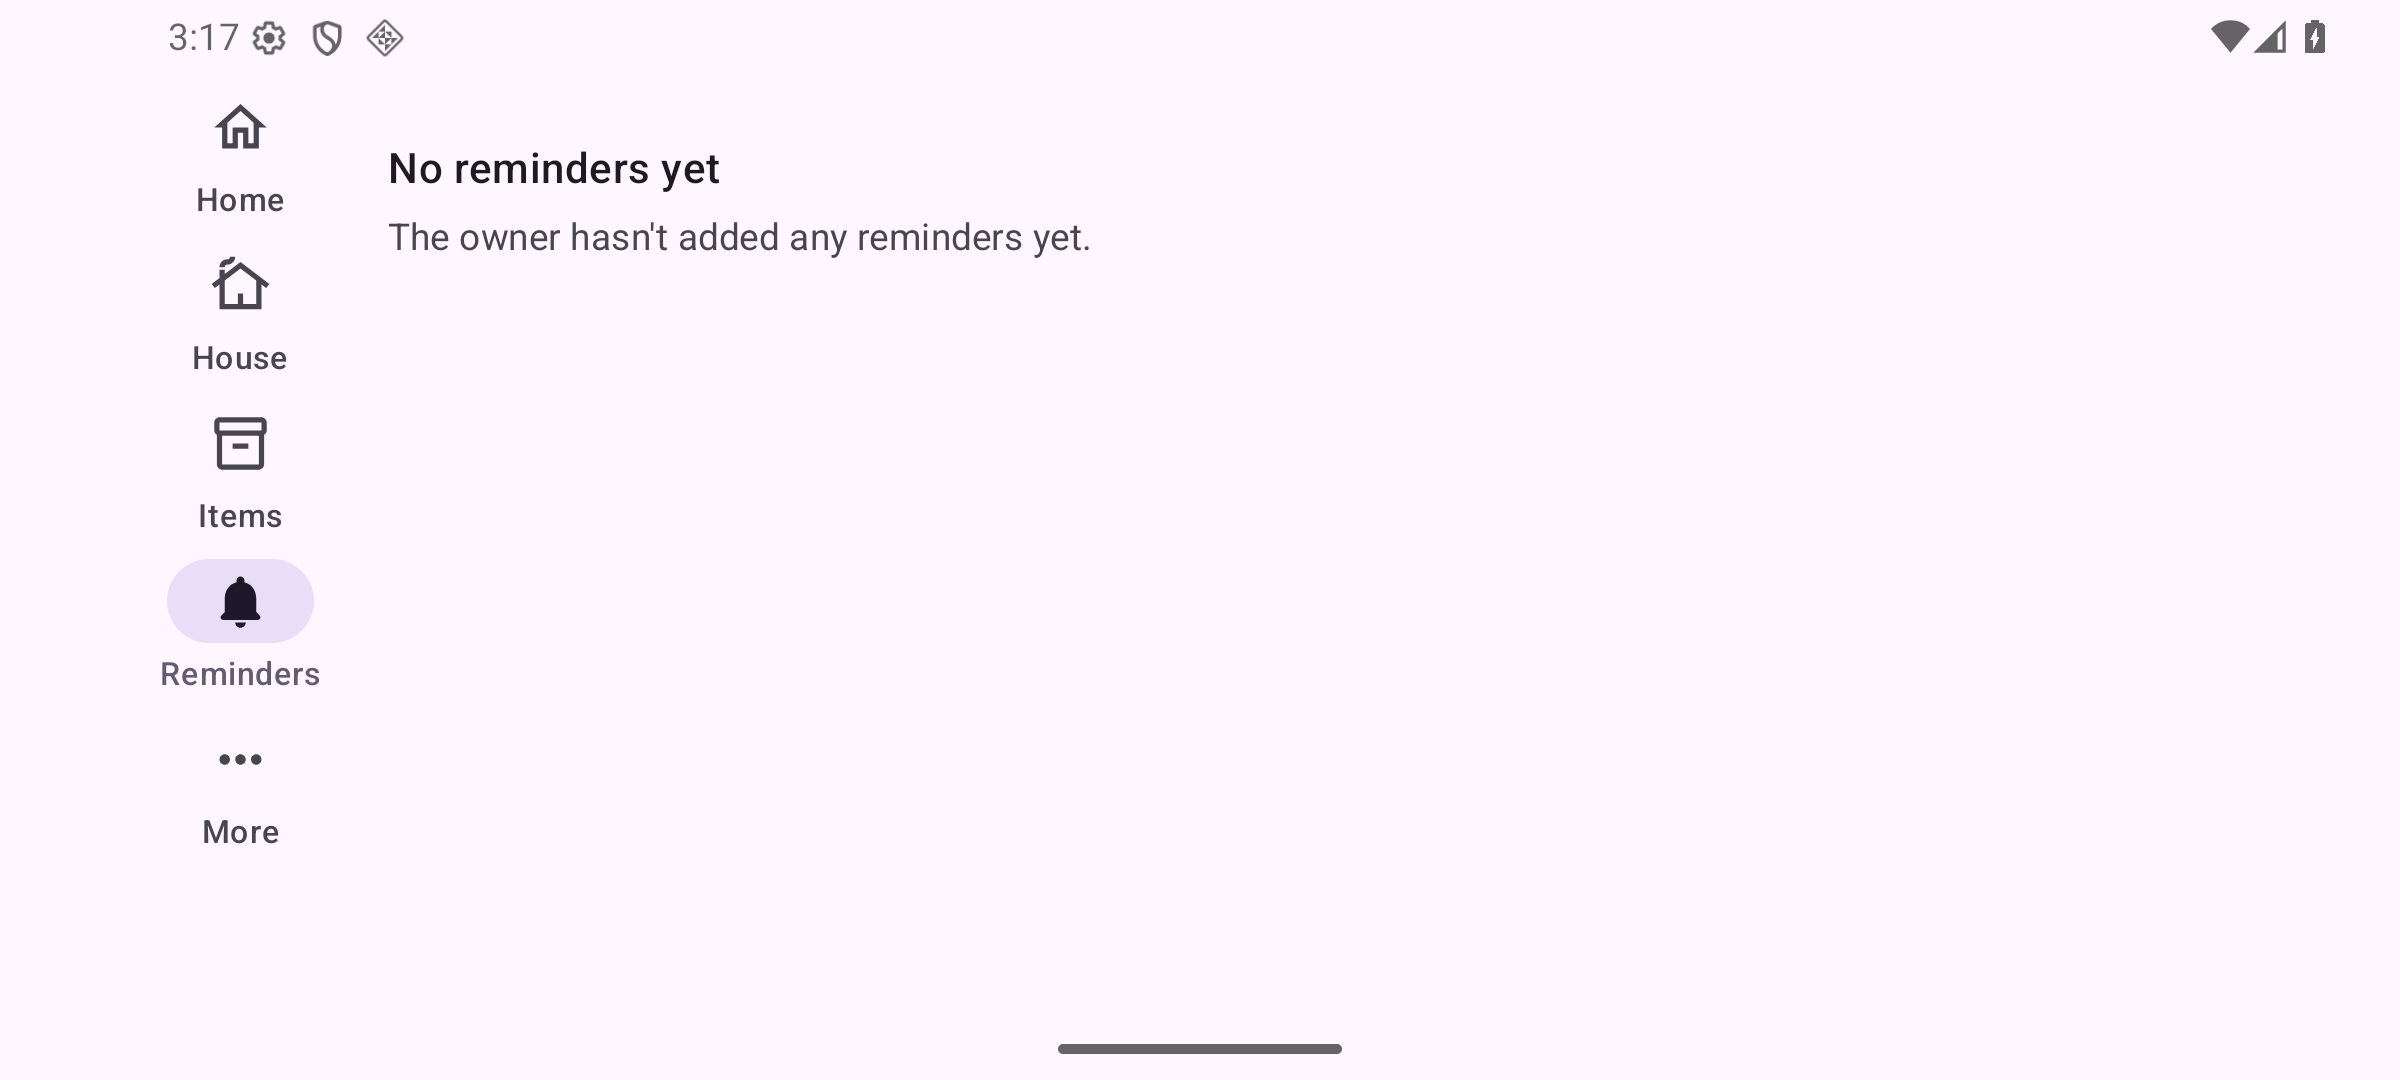 3:17
Home
No reminders yet
The owner hasn't added any reminders yet.
House
Items
Reminders
More